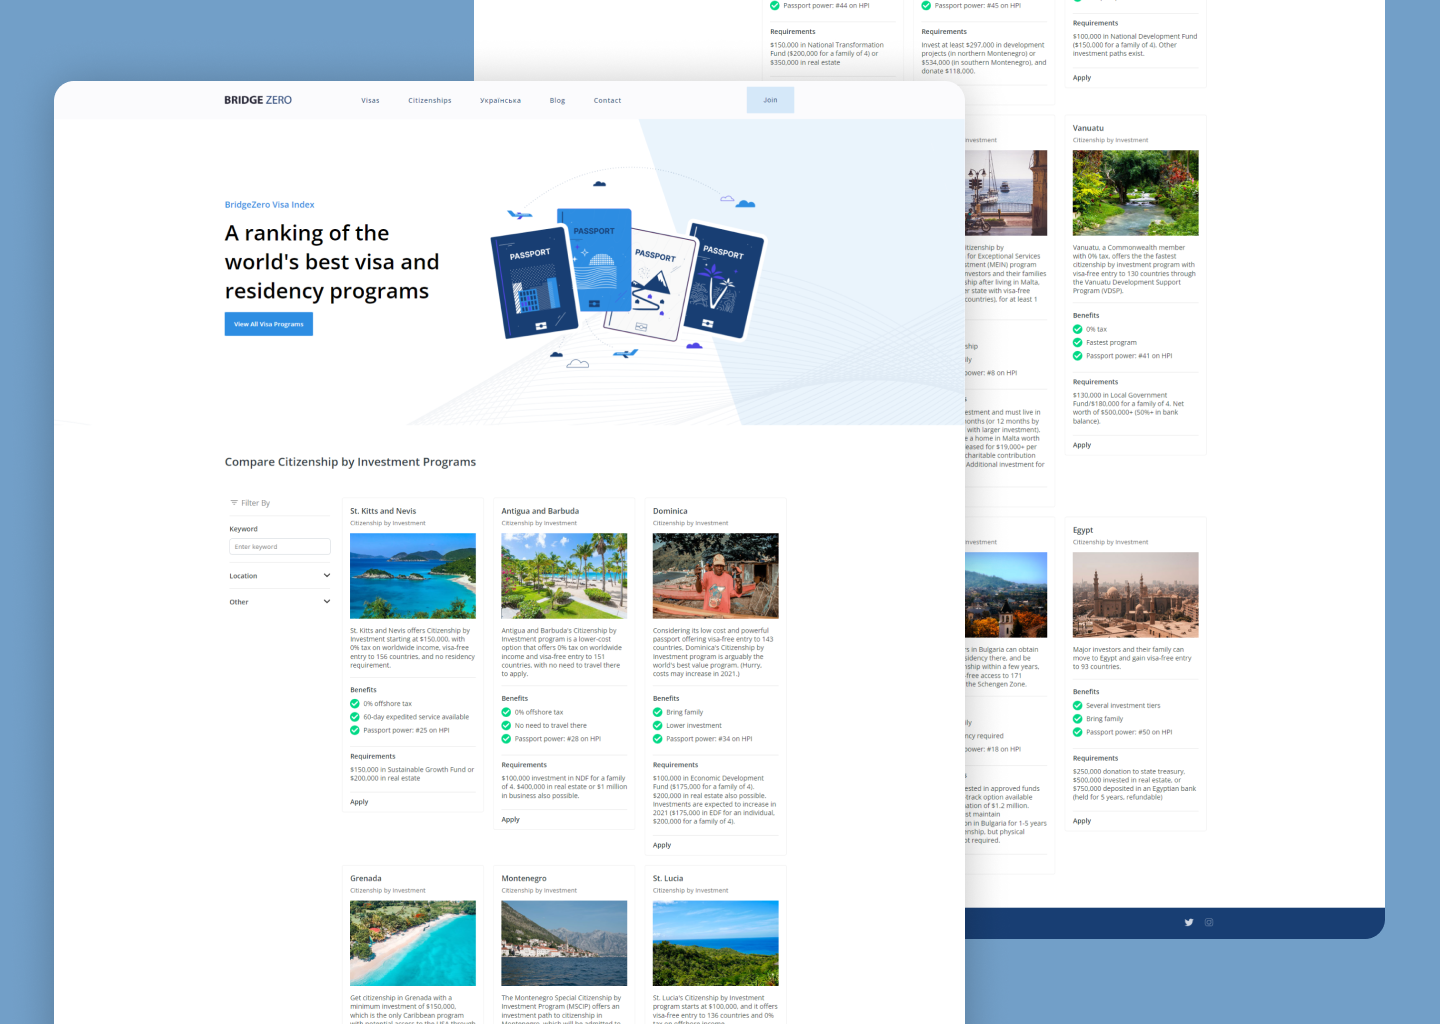 Passport power: #44 on HPI
Requirements
$150,000 in National Transformation
Fund ($200,000 for a family of 4) or
$350,000 in real estate
Passport power: #45 on HPI
Requirements
Invest at least $297,000 in development
projects (in northern Montenegro) or
$534,000 (in southern Montenegro), and
donate $118,000.
Requirements
$100,000 in National Development Fund
($150,000 for a family of 4). Other
investment paths exist.
Apply
BRIDGE ZERO
Visas
Citizenships
Українська
Blog
Contact
Join
BridgeZero Visa Index
A ranking of the
world's best visa and
residency programs
View All Visa Programs
PASSPORT
PASSPORT
PASSPORT
PASSPORT
Compare Citizenship by Investment Programs
Filter By
Keyword
Enter keyword
Location
Other
St. Kitts and Nevis
Citizenship by Investment
St. Kitts and Nevis offers Citizenship by
Investment starting at $150,000, with
0% tax on worldwide income, visa-free
entry to 156 countries, and no residency
requirement.
Benefits
0% offshore tax
60-day expedited service available
Passport power: #25 on HPI
Requirements
$150,000 in Sustainable Growth Fund or
$200,000 in real estate
Apply
Antigua and Barbuda
Citizenship by Investment
Antigua and Barbuda's Citizenship by
Investment program is a lower-cost
option that offers 0% tax on worldwide
income and visa-free entry to 151
countries, with no need to travel there
to apply.
Benefits
0% offshore tax
No need to travel there
Passport power: #28 on HPI
Requirements
$100,000 investment in NDF for a family
of 4. $400,000 in real estate or $1 million
in business also possible.
Apply
Dominica
Citizenship by Investment
Considering its low cost and powerful
passport offering visa-free entry to 143
countries, Dominica's Citizenship by
Investment program is arguably the
world's best value program. (Hurry,
costs may increase in 2021.)
Benefits
Bring family
Lower investment
Passport power: #34 on HPI
Requirements
$100,000 in Economic Development
Fund ($175,000 for a family of 4).
$200,000 in real estate also possible.
Investments are expected to increase in
2021 ($175,000 in EDF for an individual,
$200,000 for a family of 4).
Apply
Grenada
Citizenship by Investment
Get citizenship in Grenada with a
minimum investment of $150,000,
which is the only Caribbean program
with potential access to the USA through
Montenegro
Citizenship by Investment
The Montenegro Special Citizenship by
Investment Program (MSCIP) offers an
investment path to citizenship in
Montenegro, which will be admitted to
St. Lucia
Citizenship by Investment
St. Lucia's Citizenship by Investment
program starts at $100,000, and it offers
visa-free entry to 136 countries and 0%
tax on offshore income.
nvestment
itizenship by
for Exceptional Services
stment (MEIN) program
nvestors and their families
ship after living in Malta,
er state with visa-free
countries), for at least 1
ship
ily
ower: #8 on HPI
s
estment and must live in
onths (or 12 months by
with larger investment).
e a home in Malta worth
eased for $19,000+ per
charitable contribution
Additional investment for
Vanuatu
Citizenship by Investment
Vanuatu, a Commonwealth member
with 0% tax, offers the the fastest
citizenship by investment program with
visa-free entry to 130 countries through
the Vanuatu Development Support
Program (VDSP).
Benefits
0% tax
Fastest program
Passport power: #41 on HPI
Requirements
$130,000 in Local Government
Fund/$180,000 for a family of 4. Net
worth of $500,000+ (50%+ in bank
balance).
Apply
nvestment
rs in Bulgaria can obtain
sidency there, and be
nship within a few years,
-free access to 171
the Schengen Zone.
ily
ncy required
ower: #18 on HPI
s
ested in approved funds
track option available
ation of $1.2 million.
st maintain
on in Bulgaria for 1-5 years
enship, but physical
ot required.
Egypt
Citizenship by Investment
Major investors and their family can
move to Egypt and gain visa-free entry
to 93 countries.
Benefits
Several investment tiers
Bring family
Passport power: #50 on HPI
Requirements
$250,000 donation to state treasury,
$500,000 invested in real estate, or
$750,000 deposited in an Egyptian bank
(held for 5 years, refundable)
Apply